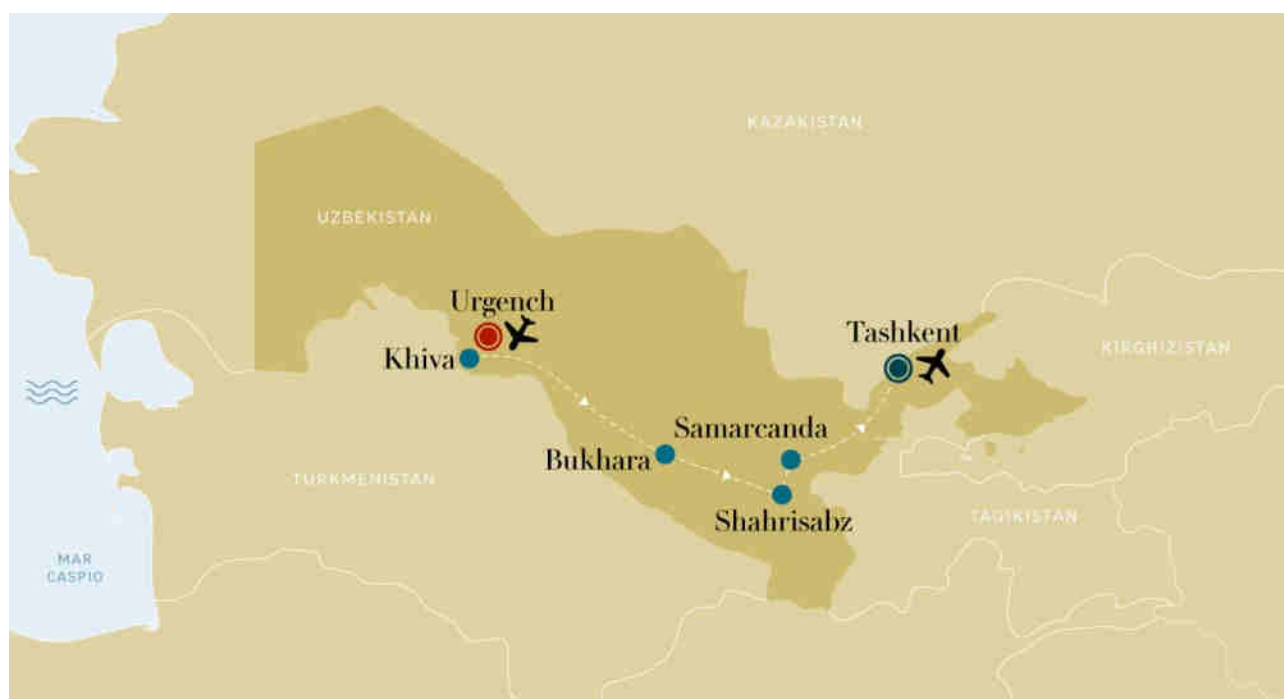 KAZAKISTAN
UZBEKISTAN
Urgench
Tashkent
Khiva
KIRGHIZISTAN
Samarcanda
Bukhara
TURKMENISTAN
Shahrisabz
TAGIKISTAN
MAR
CASPIO